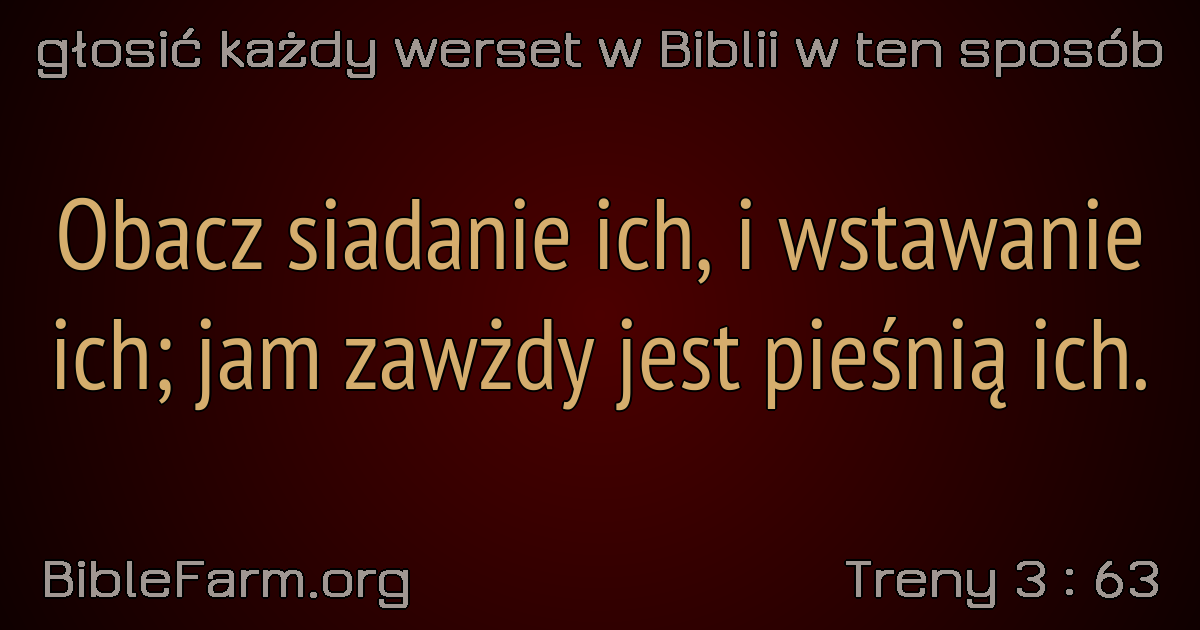 głosić każdy werset w Biblii w ten sposób
Obacz siadanie ich, i wstawanie
ich; jam zawżdy jest pieśnią ich.
BibleFarm.org
Treny 3 : 63